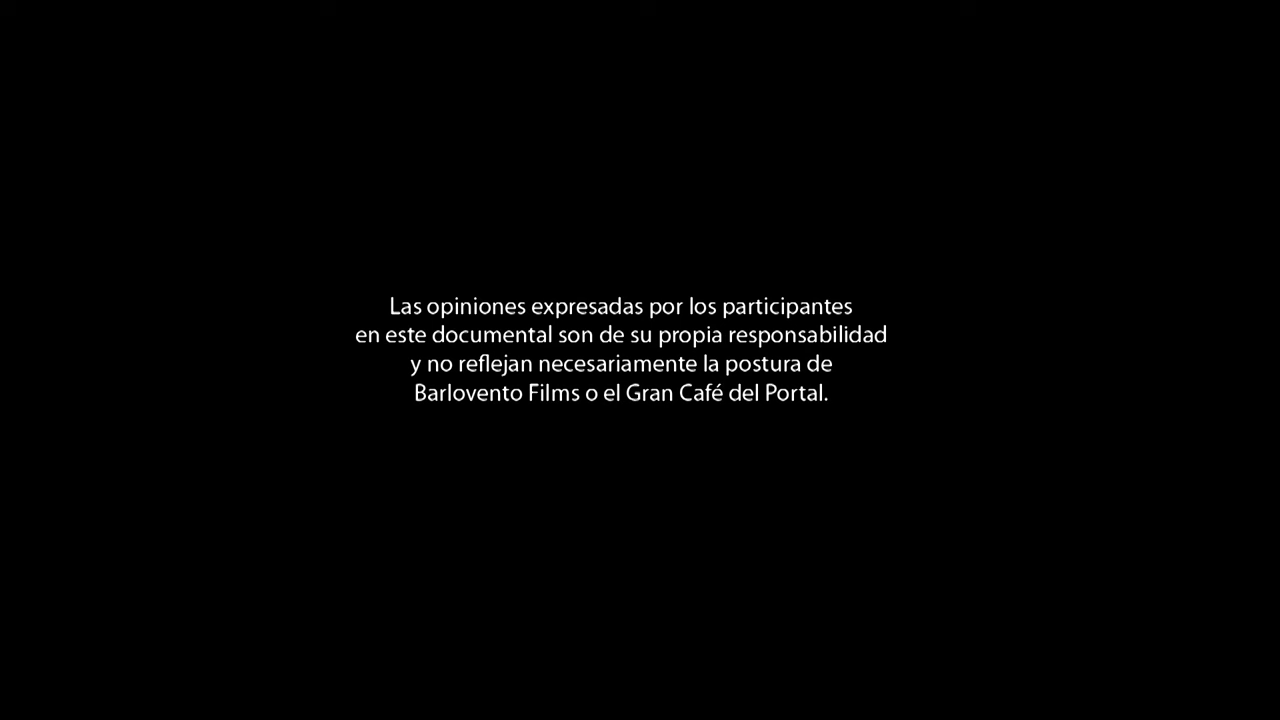 Las opiniones expresadas por los participantes
en este documental son de su propia responsabilidad
y no reflejan necesariamente la postura de
Barlovento Films o el Gran Café del Portal.